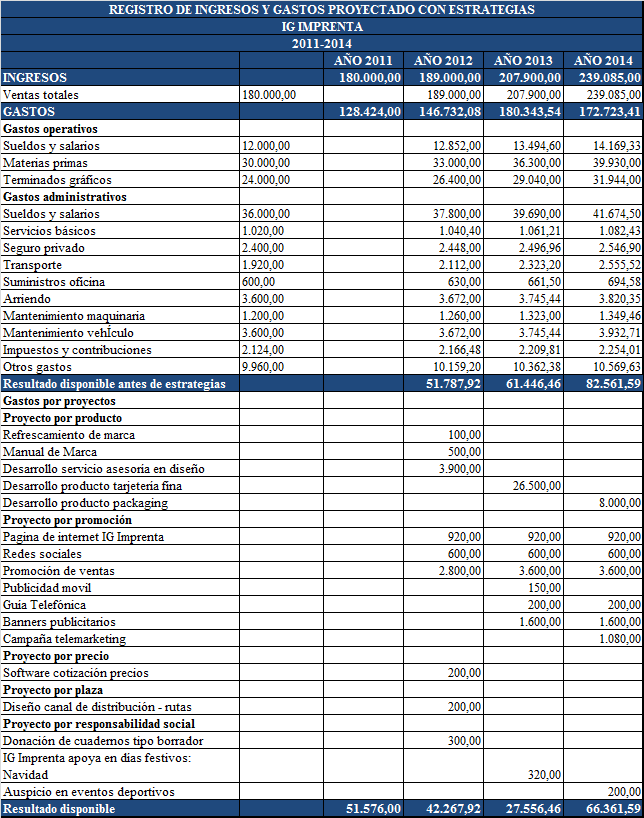 REGISTRO DE INGRESOS Y GASTOS PROYECTADO CON ESTRATEGIAS
IG IMPRENTA
2011-2014
AÑO 2011 AÑO 2012 AÑO 2013 AÑO 2014
INGRESOS 180.000,00 189.000,00 207.900,00 239.085,00
Ventas totales 180.000,00 189.000,00 207.900,00 239.085,00
GASTOS 128.424,00 146.732,08 180.343,54 172.723,41
Gastos operativos
Sueldos y salarios 12.000,00 12.852,00 13.494,60 14.169,33
Materias primas 30.000,00 33.000,00 36.300,00 39.930,00
Terminados gráficos 24.000,00 26.400,00 29.040,00 31.944,00
Gastos administrativos
Sueldos y salarios 36.000,00 37.800,00 39.690,00 41.674,50
Servicios básicos 1.020,00 1.040,40 1.061,21 1.082,43
Seguro privado 2.400,00 2.448,00 2.496,96 2.546,90
Transporte 1.920,00 2.112,00 2.323,20 2.555,52
Suministros oficina 600,00 630,00 661,50 694,58
Arriendo 3.600,00 3.672,00 3.745,44 3.820,35
Mantenimiento maquinaria 1.200,00 1.260,00 1.323,00 1.349,46
Mantenimiento vehÍculo 3.600,00 3.672,00 3.745,44 3.932,71
Impuestos y contribuciones 2.124,00 2.166,48 2.209,81 2.254,01
Otros gastos 9.960,00 10.159,20 10.362,38 10.569,63
Resultado disponible antes de estrategias 51.787,92 61.446,46 82.561,59
Gastos por proyectos
Proyecto por producto
Refrescamiento de marca 100,00
Manual de Marca 500,00
Desarrollo servicio asesoria en diseño 3.900,00
Desarrollo producto tarjeteria fina 26.500,00
Desarrollo producto packaging 8.000,00
Proyecto por promoción
Pagina de internet IG Imprenta 920,00 920,00 920,00
Redes sociales 600,00 600,00 600,00
Promoción de ventas 2.800,00 3.600,00 3.600,00
Publicidad movil 150,00
Guia Telefónica 200,00 200,00
Banners publicitarios 1.600,00 1.600,00
Campaña telemarketing 1.080,00
Proyecto por precio
Software cotización precios 200,00
Proyecto por plaza
Diseño canal de distribución - rutas 200,00
Proyecto por responsabilidad social
Donación de cuadernos tipo borrador 300,00
IG Imprenta apoya en dias festivos:
Navidad 320,00
Auspicio en eventos deportivos 200,00
Resultado disponible 51.576,00 42.267,92 27.556,46 66.361,59